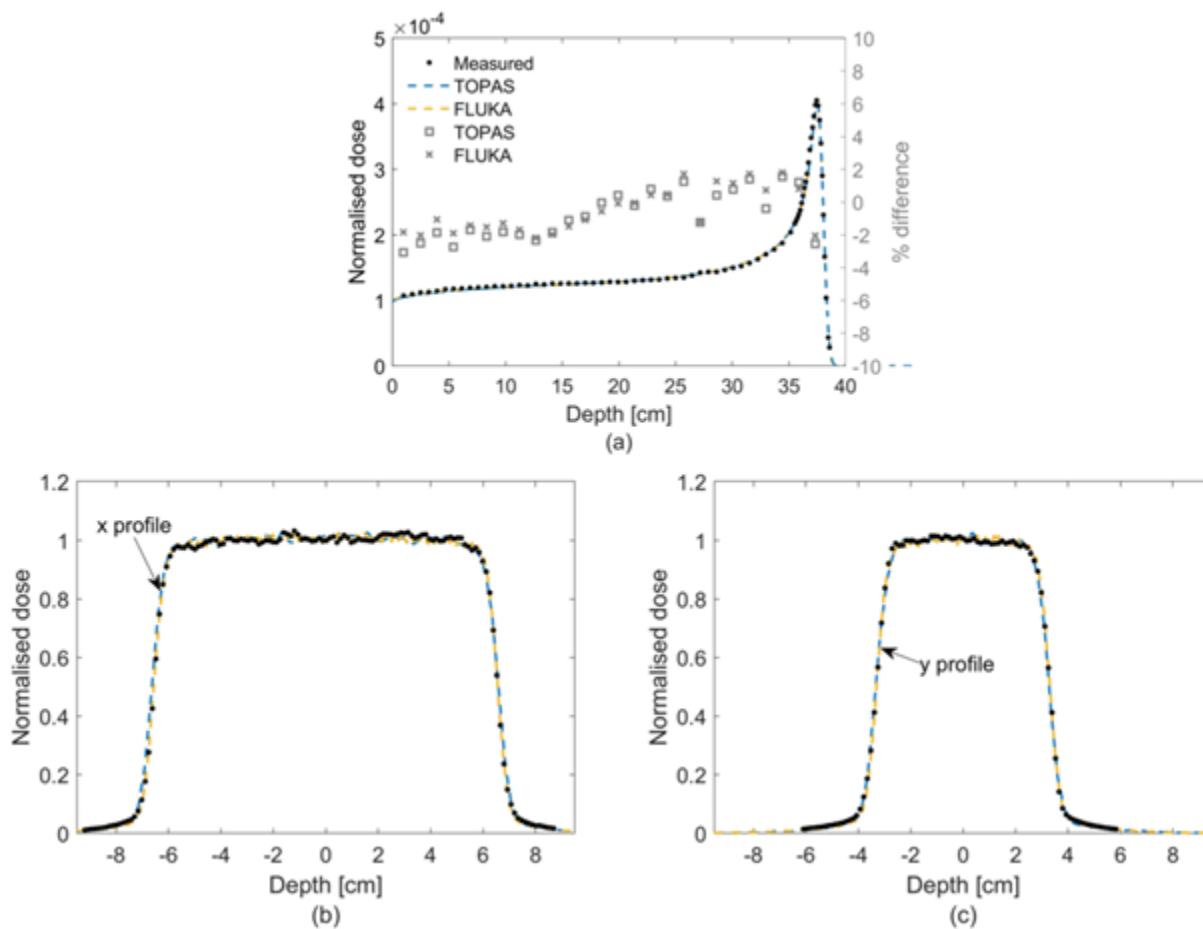 ×10⁻⁴
5
4
3
2
1
0
Normalised dose
Measured
TOPAS
FLUKA
TOPAS
FLUKA
10
8
6
4
2
0
-2
-4
-6
-8
-10
% difference
0 5 10 15 20 25 30 35 40
Depth [cm]
(a)
1.2
1
0.8
0.6
0.4
0.2
0
Normalised dose
x profile
-8 -6 -4 -2 0 2 4 6 8
Depth [cm]
(b)
1.2
1
0.8
0.6
0.4
0.2
0
Normalised dose
y profile
-8 -6 -4 -2 0 2 4 6 8
Depth [cm]
(c)